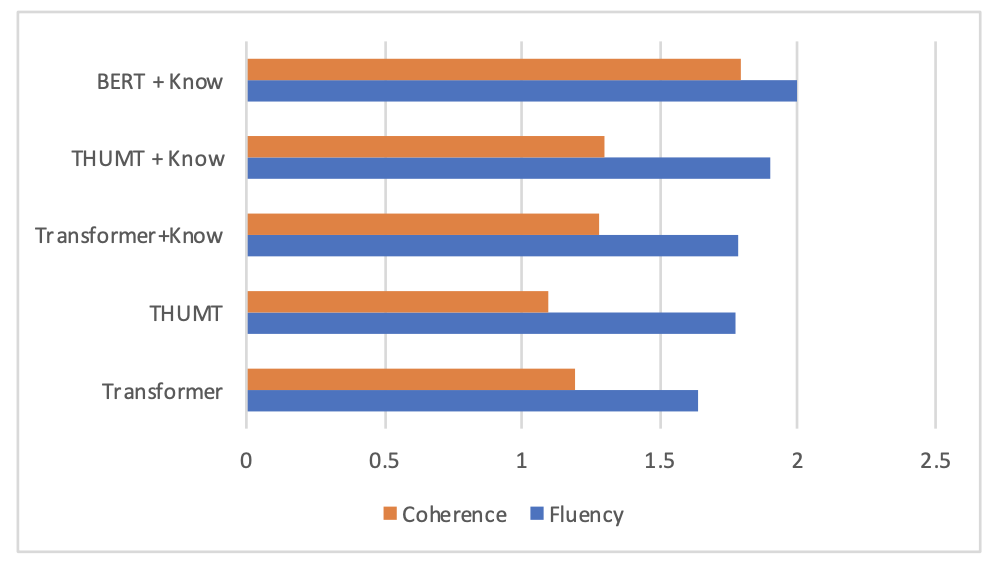 BERT + Know
THUMT + Know
Transformer+Know
THUMT
Transformer
0 0.5 1 1.5 2 2.5
Coherence Fluency